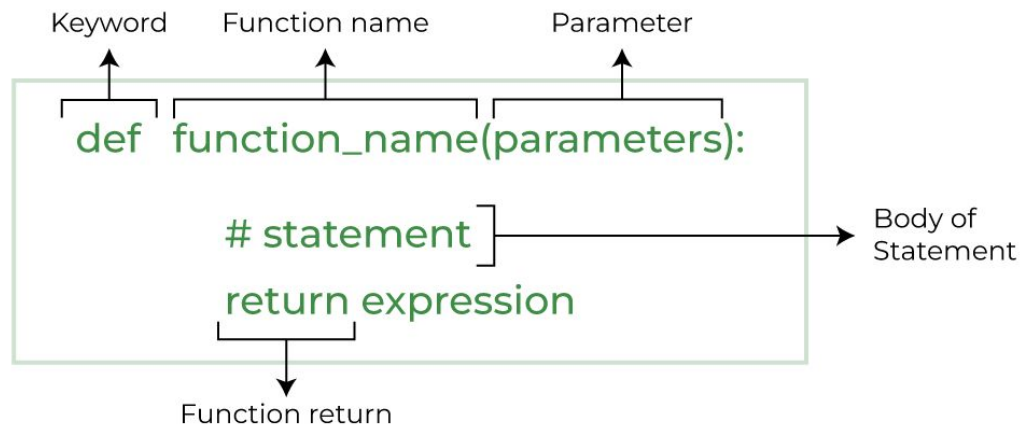 Keyword
Function name
Parameter
def function_name(parameters):
# statement
Body of
Statement
return expression
Function return